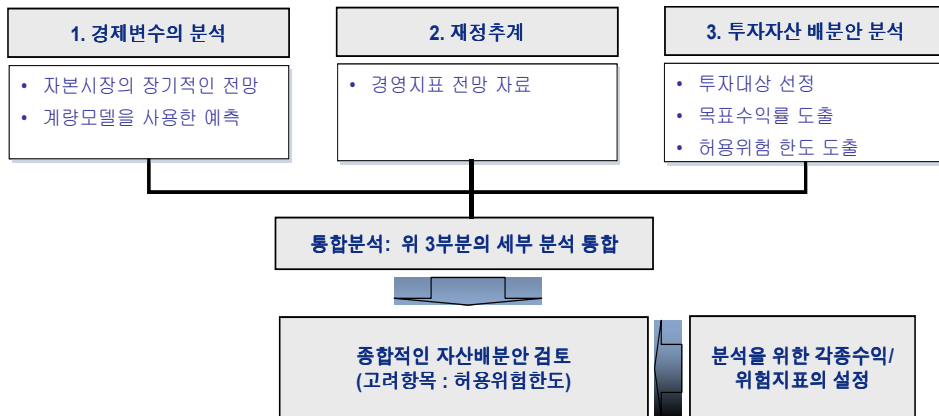 1. 경제변수의 분석
• 자본시장의 장기적인 전망
• 계량모델을 사용한 예측
2. 재정추계
• 경영지표 전망 자료
3. 투자자산 배분안 분석
• 투자대상 선정
• 목표수익률 도출
• 허용위험 한도 도출
통합분석: 위 3부분의 세부 분석 통합
종합적인 자산배분안 검토
(고려항목 : 허용위험한도)
분석을 위한 각종수익/
위험지표의 설정